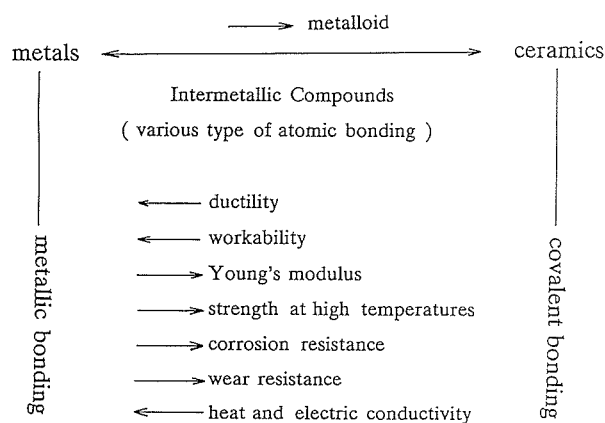 metalloid
metals
ceramics
Intermetallic Compounds
( various type of atomic bonding )
ductility
workability
Young's modulus
strength at high temperatures
corrosion resistance
wear resistance
heat and electric conductivity
metallic bonding
covalent bonding